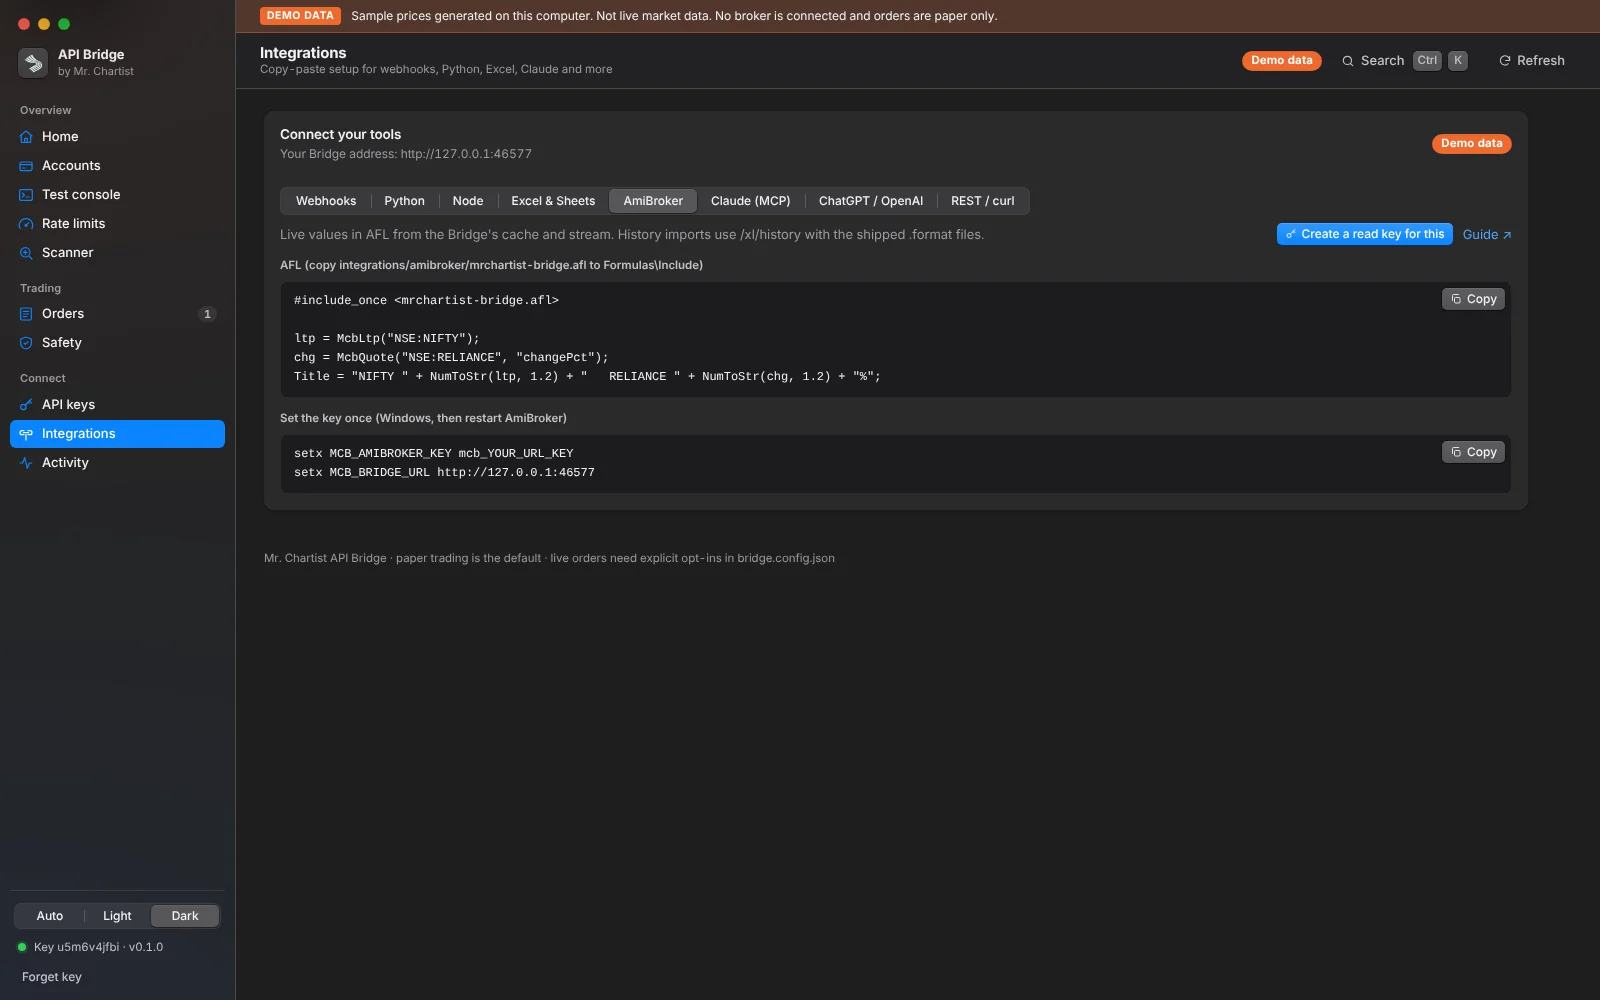 DEMO DATA Sample prices generated on this computer. Not live market data. No broker is connected and orders are paper only.
API Bridge
by Mr. Chartist
Overview
Home
Accounts
Test console
Rate limits
Scanner
Trading
Orders 1
Safety
Connect
API keys
Integrations
Activity
Auto Light Dark
Key u5m6v4jfbi · v0.1.0
Forget key
Integrations
Copy-paste setup for webhooks, Python, Excel, Claude and more
Demo data Search Ctrl K Refresh
Connect your tools
Your Bridge address: http://127.0.0.1:46577
Demo data
Webhooks Python Node Excel & Sheets AmiBroker Claude (MCP) ChatGPT / OpenAI REST / curl
Live values in AFL from the Bridge's cache and stream. History imports use /xl/history with the shipped .format files.
Create a read key for this Guide ↗
AFL (copy integrations/amibroker/mrchartist-bridge.afl to Formulas\Include)
#include_once <mrchartist-bridge.afl>
Copy
ltp = McbLtp("NSE:NIFTY");
chg = McbQuote("NSE:RELIANCE", "changePct");
Title = "NIFTY " + NumToStr(ltp, 1.2) + "   RELIANCE " + NumToStr(chg, 1.2) + "%";
Set the key once (Windows, then restart AmiBroker)
setx MCB_AMIBROKER_KEY mcb_YOUR_URL_KEY
setx MCB_BRIDGE_URL http://127.0.0.1:46577
Copy
Mr. Chartist API Bridge · paper trading is the default · live orders need explicit opt-ins in bridge.config.json